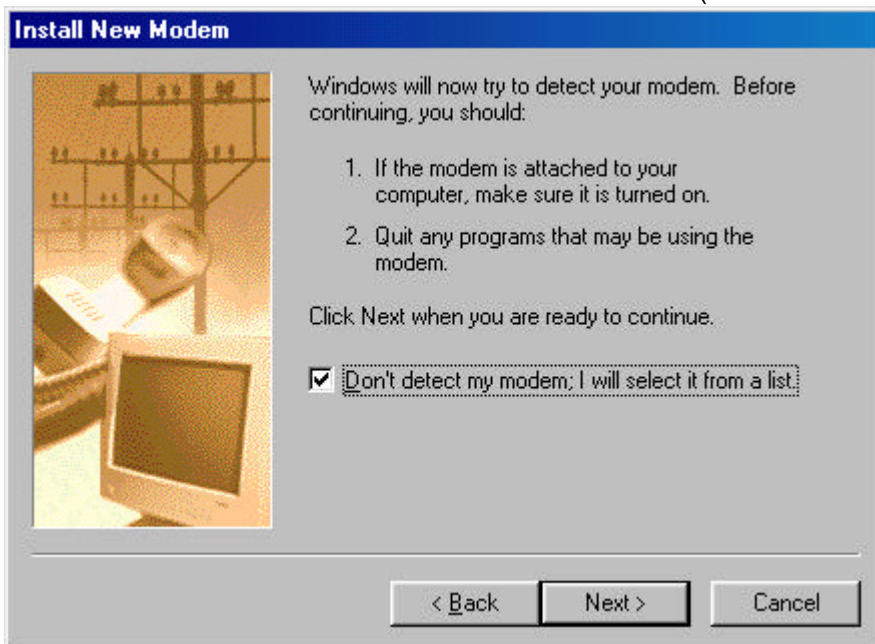 (
Install New Modem
Windows will now try to detect your modem. Before
continuing, you should:
1. If the modem is attached to your
computer, make sure it is turned on.
2. Quit any programs that may be using the
modem.
Click Next when you are ready to continue.
Don't detect my modem; I will select it from a list.
< Back Next > Cancel